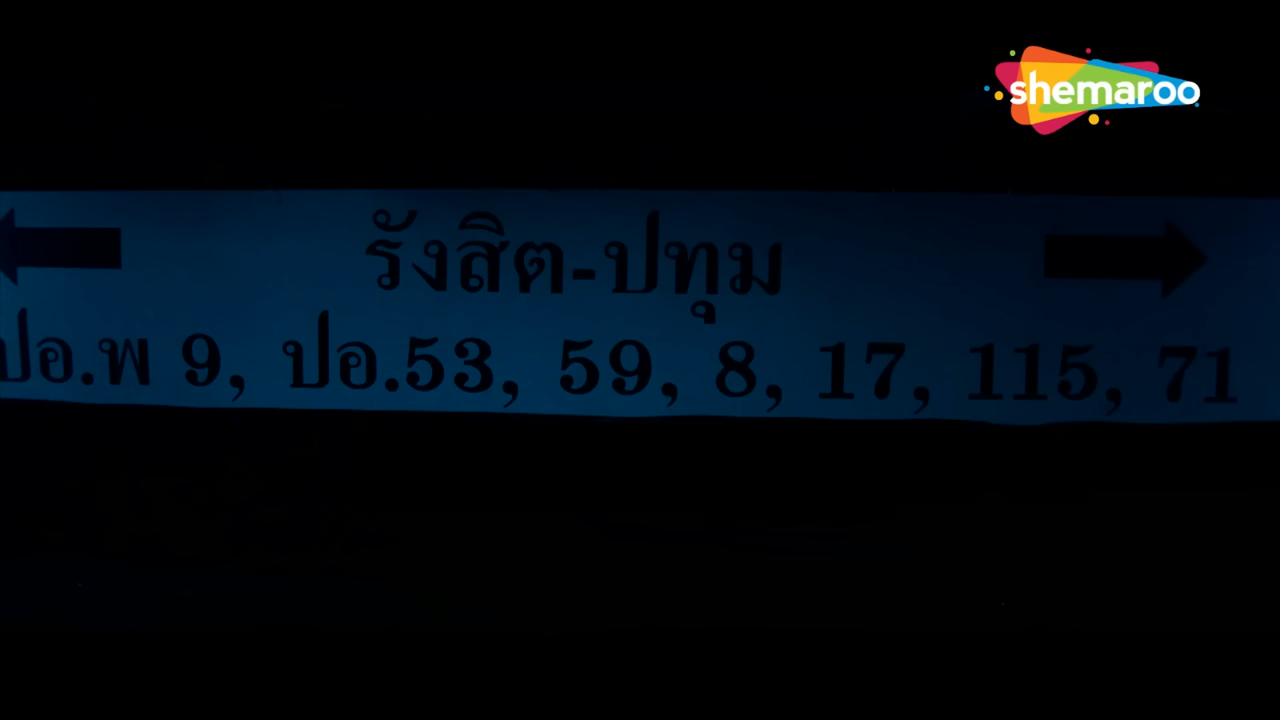 shemaroo
รังสิต-ปทุม
ปอ.พ 9, ปอ.53, 59, 8, 17, 115, 71